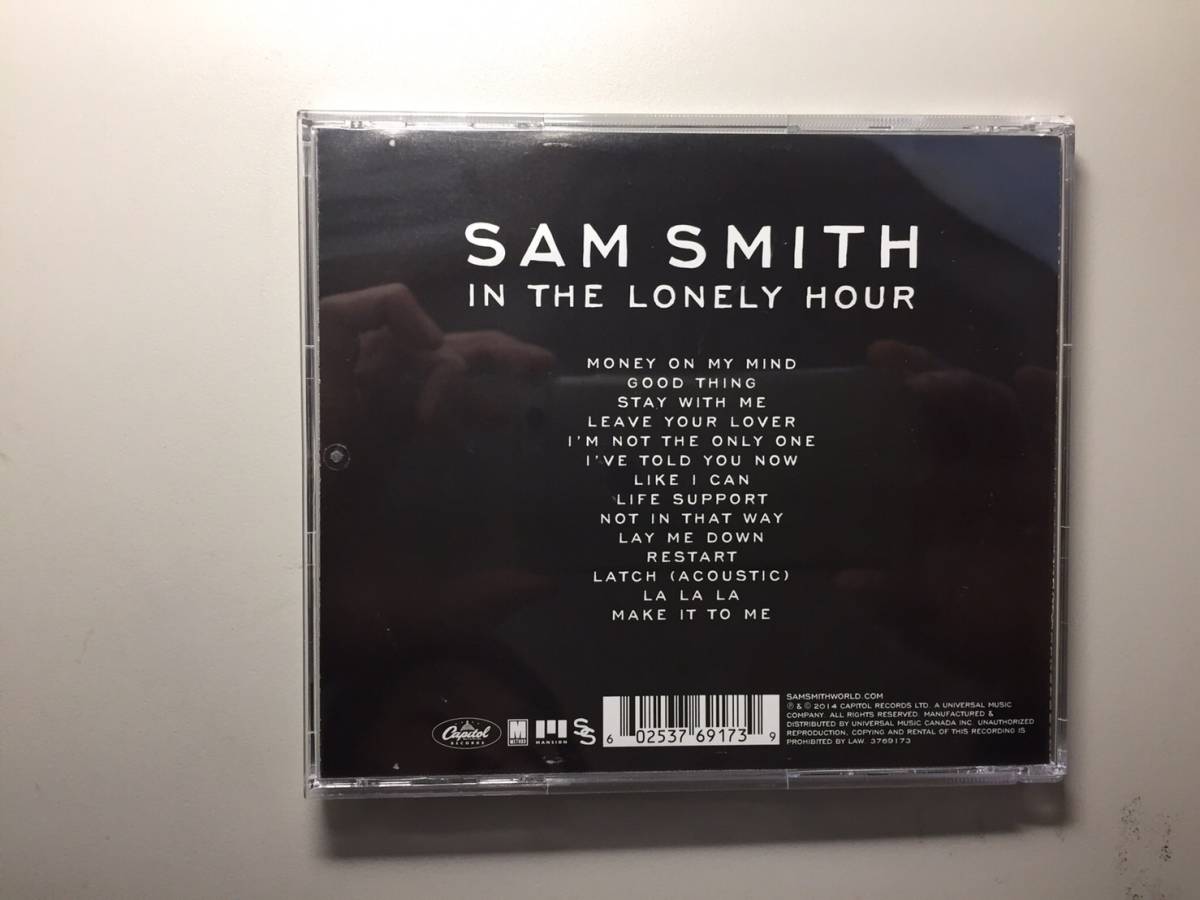 SAM SMITH
IN THE LONELY HOUR
MONEY ON MY MIND
GOOD THING
STAY WITH ME
LEAVE YOUR LOVER
I'M NOT THE ONLY ONE
I'VE TOLD YOU NOW
LIKE I CAN
LIFE SUPPORT
NOT IN THAT WAY
LAY ME DOWN
RESTART
LATCH (ACOUSTIC)
LA LA LA
MAKE IT TO ME
Capitol
RECORDS
M
METHOD
MANSION
SS
6 02537 69173 9
SAMSMITHWORLD.COM
℗ & © 2014 CAPITOL RECORDS LTD. A UNIVERSAL MUSIC
COMPANY. ALL RIGHTS RESERVED. MANUFACTURED &
DISTRIBUTED BY UNIVERSAL MUSIC CANADA INC. UNAUTHORIZED
REPRODUCTION, COPYING AND RENTAL OF THIS RECORDING IS
PROHIBITED BY LAW. 3769173